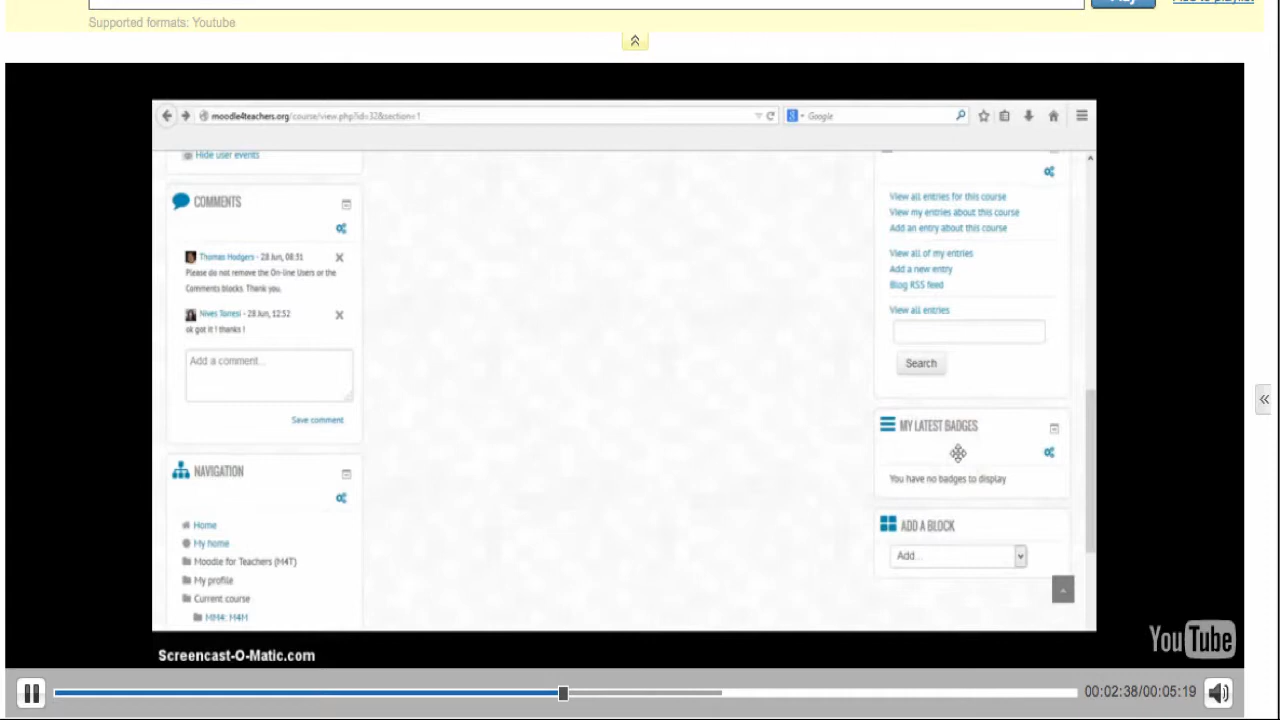 Supported formats: Youtube
moodle4teachers.org/course/view.php?id=32&section=1
Google
Hide user events
COMMENTS
Thomas Hodgers - 28 Jun, 08:31
Please do not remove the On-line Users or the
Comments blocks. Thank you.
Nives Torresi - 28 Jun, 12:52
ok got it ! thanks !
Add a comment...
Save comment
NAVIGATION
Home
My home
Moodle for Teachers (M4T)
My profile
Current course
MM4: M4M
View all entries for this course
View my entries about this course
Add an entry about this course
View all of my entries
Add a new entry
Blog RSS feed
View all entries
Search
MY LATEST BADGES
You have no badges to display
ADD A BLOCK
Add...
YouTube
Screencast-O-Matic.com
00:02:38/00:05:19